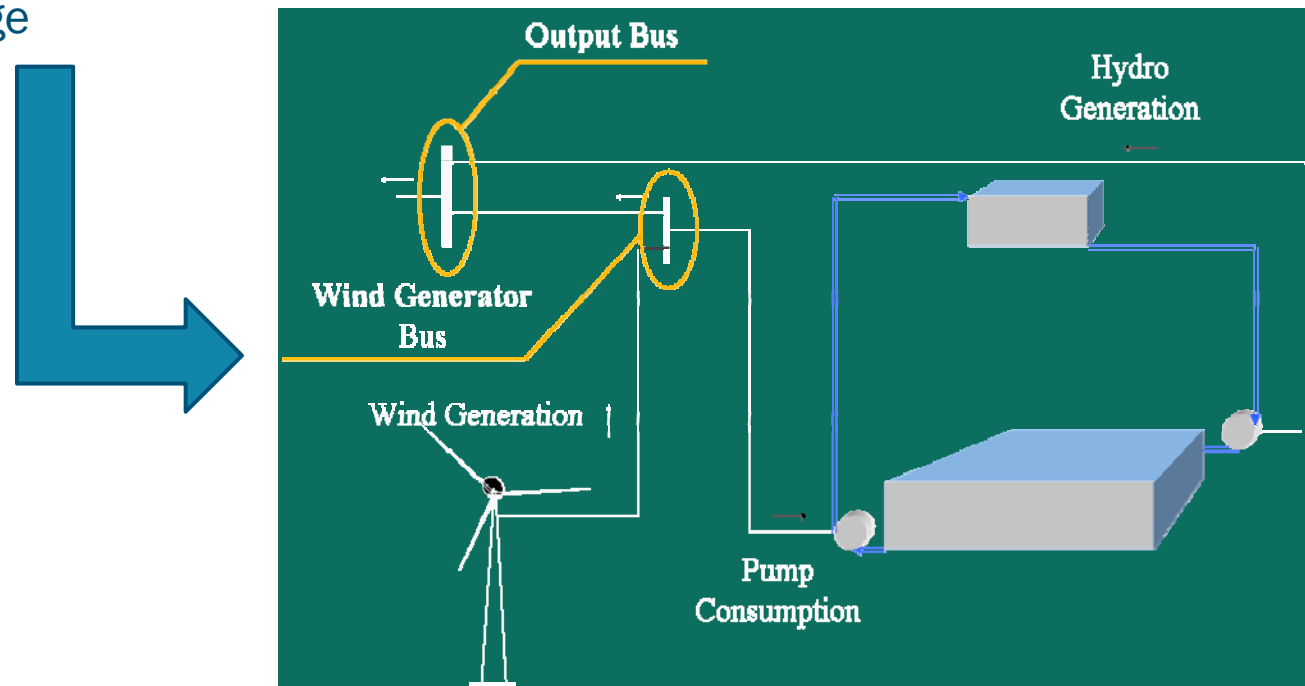 ge
Output Bus
Hydro
Generation
Wind Generator
Bus
Wind Generation
Pump
Consumption